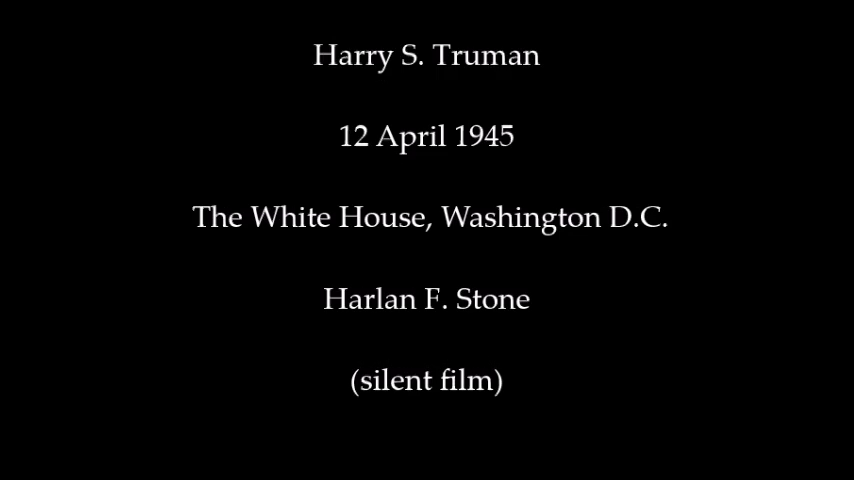 Harry S. Truman
12 April 1945
The White House, Washington D.C.
Harlan F. Stone
(silent film)